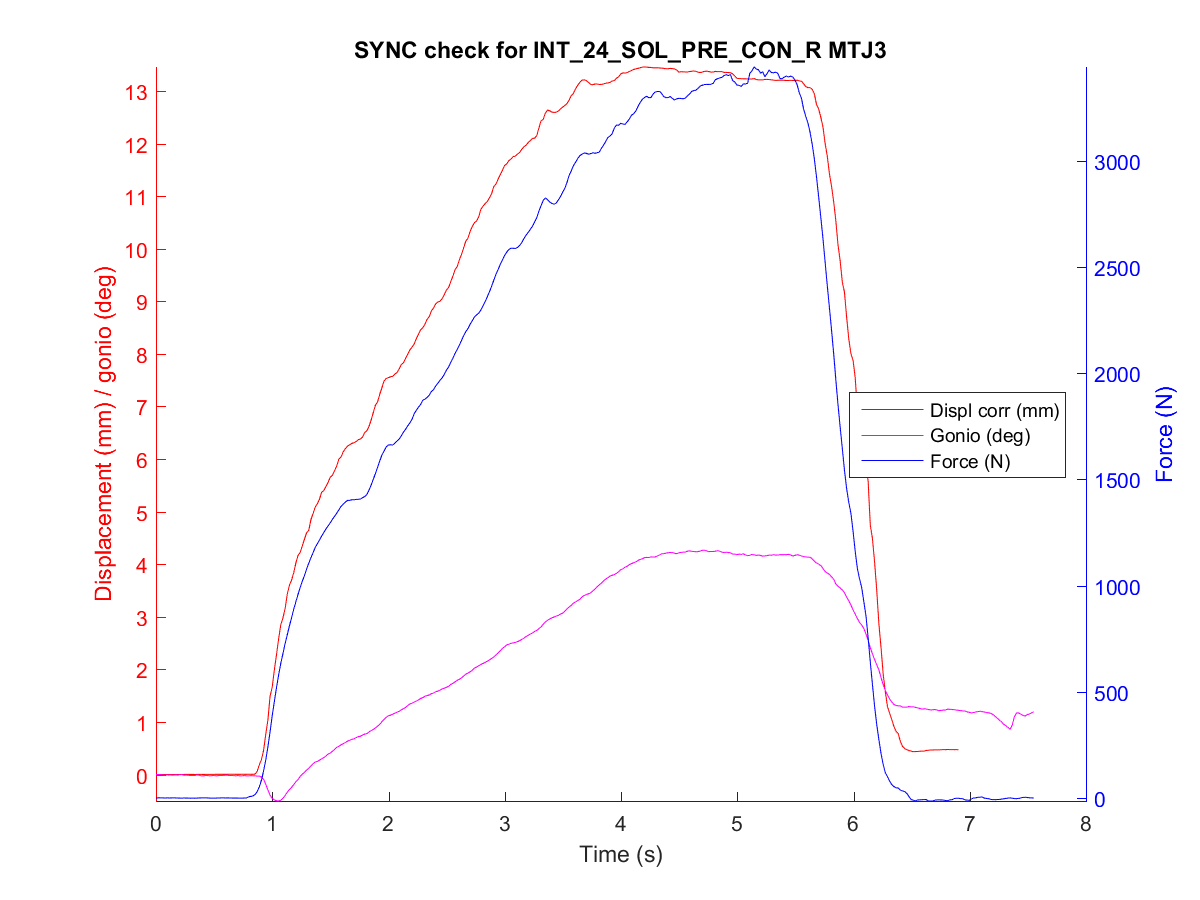 SYNC check for INT_24_SOL_PRE_CON_R MTJ3
Displacement (mm) / gonio (deg)
13
12
11
10
9
8
7
6
5
4
3
2
1
0
3000
2500
2000
1500
1000
500
0
Force (N)
Displ corr (mm)
Gonio (deg)
Force (N)
0 1 2 3 4 5 6 7 8
Time (s)